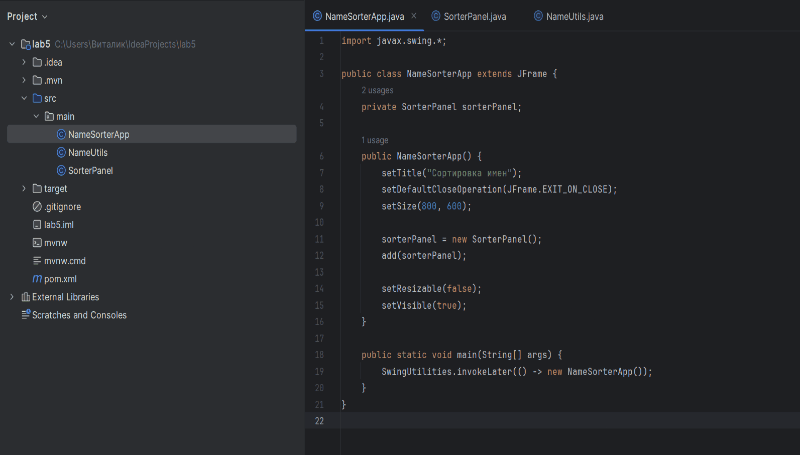 Project
lab5 C:\Users\Виталик\IdeaProjects\lab5
.idea
.mvn
src
main
NameSorterApp
NameUtils
SorterPanel
target
.gitignore
lab5.iml
mvnw
mvnw.cmd
pom.xml
External Libraries
Scratches and Consoles
NameSorterApp.java SorterPanel.java NameUtils.java
1 import javax.swing.*;
2
3 public class NameSorterApp extends JFrame {
2 usages
4 private SorterPanel sorterPanel;
5
1 usage
6 public NameSorterApp() {
7 setTitle("Сортировка имен");
8 setDefaultCloseOperation(JFrame.EXIT_ON_CLOSE);
9 setSize(800, 600);
10
11 sorterPanel = new SorterPanel();
12 add(sorterPanel);
13
14 setResizable(false);
15 setVisible(true);
16 }
17
18 public static void main(String[] args) {
19 SwingUtilities.invokeLater(() -> new NameSorterApp());
20 }
21 }
22